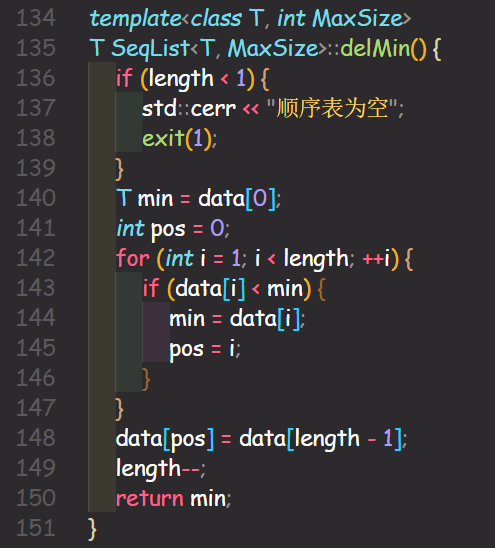 134 template<class T, int MaxSize>
135 T SeqList<T, MaxSize>::delMin() {
136 if (length < 1) {
137 std::cerr << "顺序表为空";
138 exit(1);
139 }
140 T min = data[0];
141 int pos = 0;
142 for (int i = 1; i < length; ++i) {
143 if (data[i] < min) {
144 min = data[i];
145 pos = i;
146 }
147 }
148 data[pos] = data[length - 1];
149 length--;
150 return min;
151 }